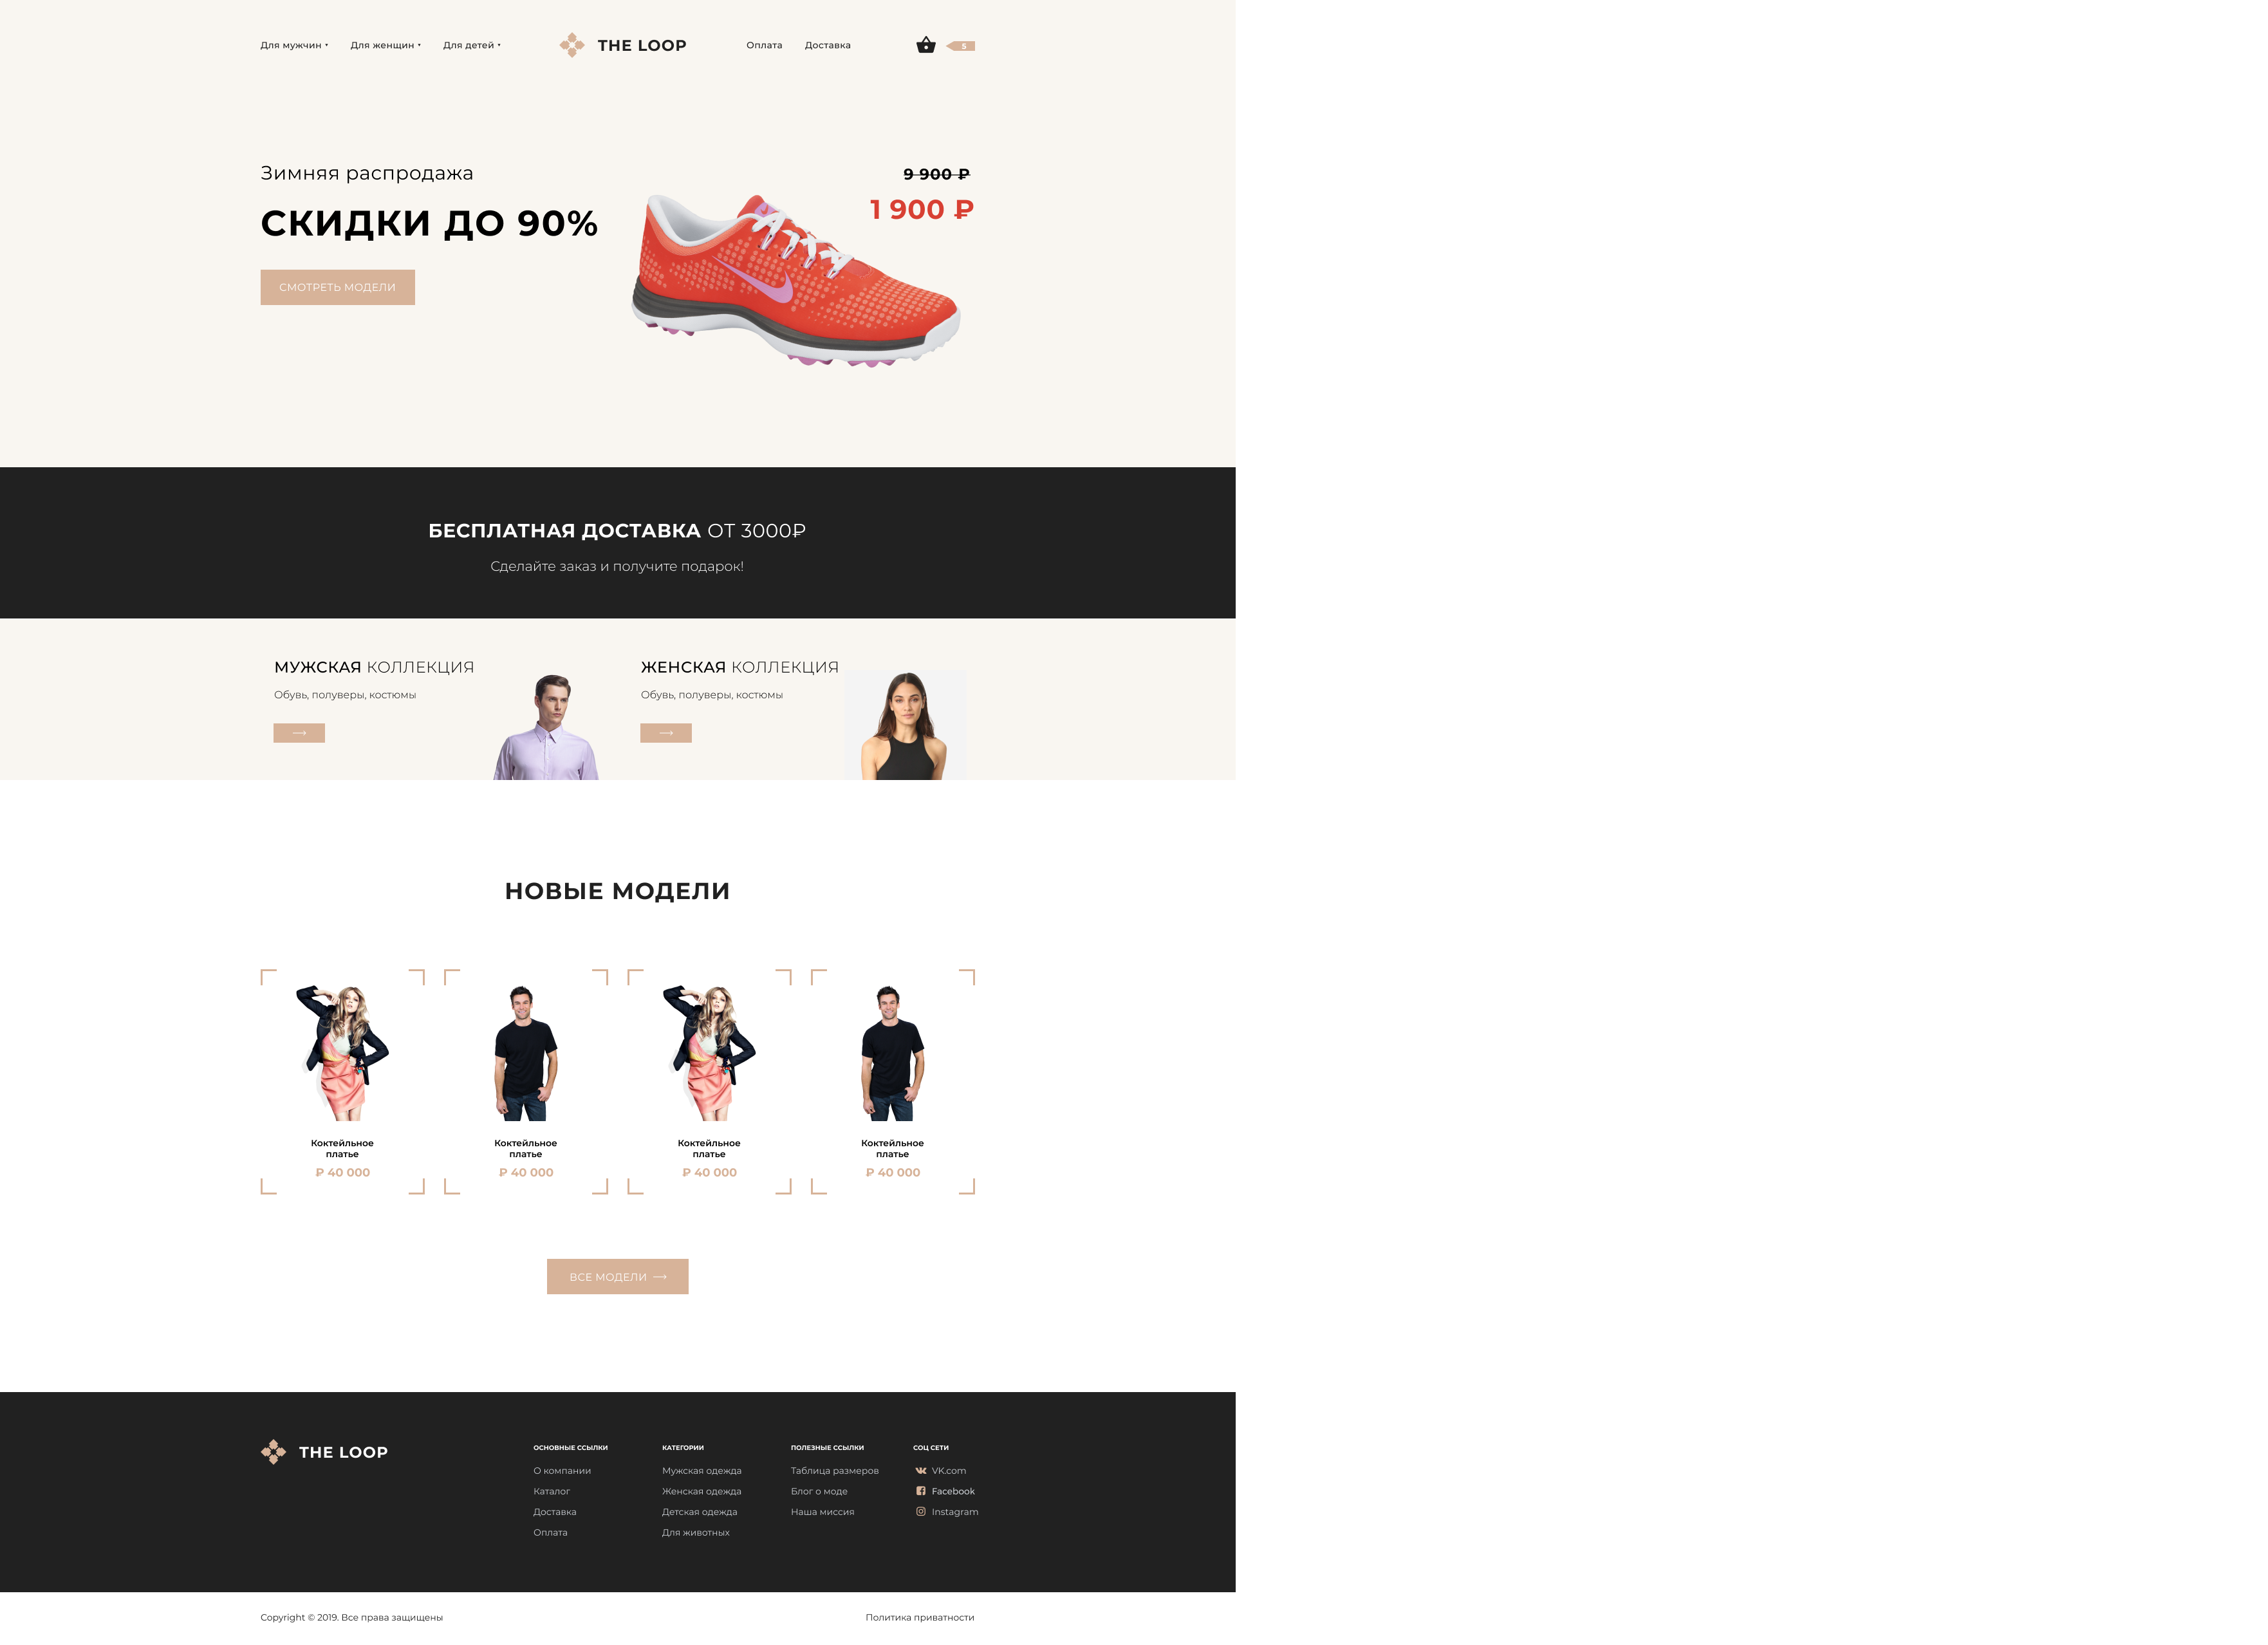 Для мужчин
Для женщин
Для детей
THE LOOP
Оплата
Доставка
5
Зимняя распродажа
СКИДКИ ДО 90%
СМОТРЕТЬ МОДЕЛИ
9 900 ₽
1 900 ₽
БЕСПЛАТНАЯ ДОСТАВКА ОТ 3000₽
Сделайте заказ и получите подарок!
МУЖСКАЯ КОЛЛЕКЦИЯ
Обувь, полуверы, костюмы
ЖЕНСКАЯ КОЛЛЕКЦИЯ
Обувь, полуверы, костюмы
НОВЫЕ МОДЕЛИ
Коктейльное
платье
₽ 40 000
Коктейльное
платье
₽ 40 000
Коктейльное
платье
₽ 40 000
Коктейльное
платье
₽ 40 000
ВСЕ МОДЕЛИ
THE LOOP
ОСНОВНЫЕ ССЫЛКИ
О компании
Каталог
Доставка
Оплата
КАТЕГОРИИ
Мужская одежда
Женская одежда
Детская одежда
Для животных
ПОЛЕЗНЫЕ ССЫЛКИ
Таблица размеров
Блог о моде
Наша миссия
СОЦ СЕТИ
VK.com
Facebook
Instagram
Copyright © 2019. Все права защищены
Политика приватности